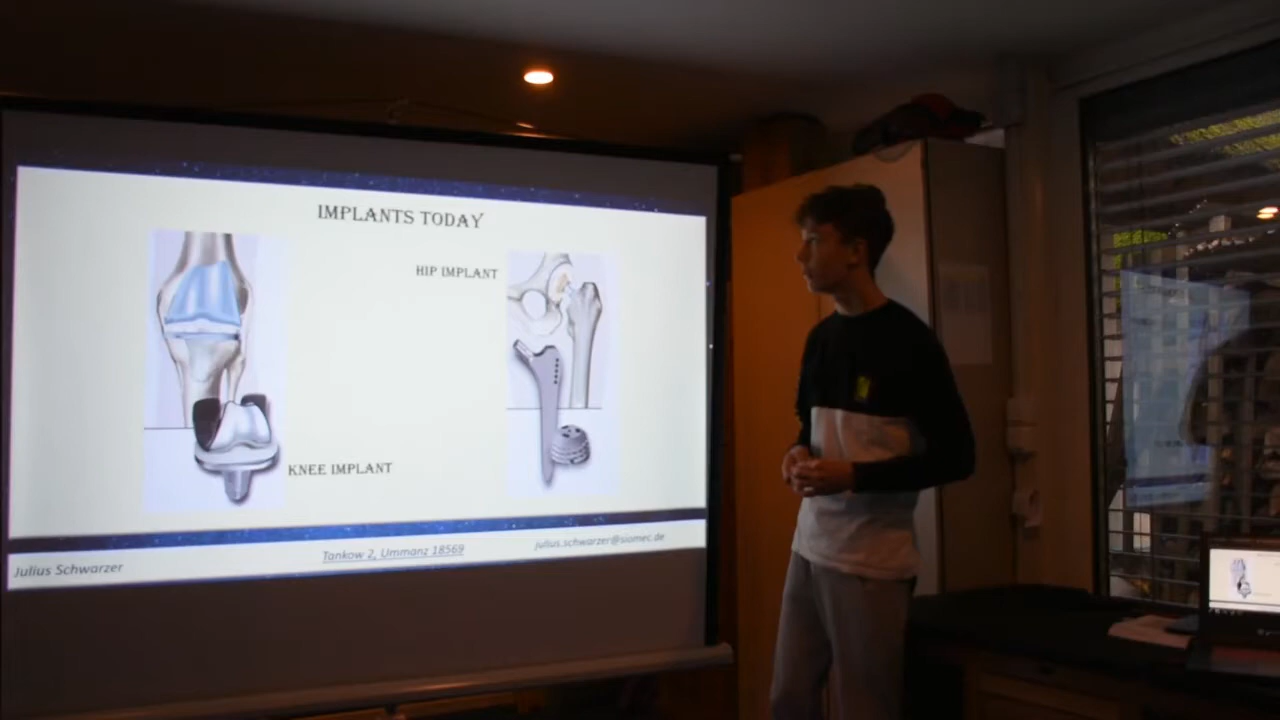 IMPLANTS TODAY
HIP IMPLANT
KNEE IMPLANT
Julius Schwarzer
Tankow 2, Ummanz 18569
julius.schwarzer@siomec.de